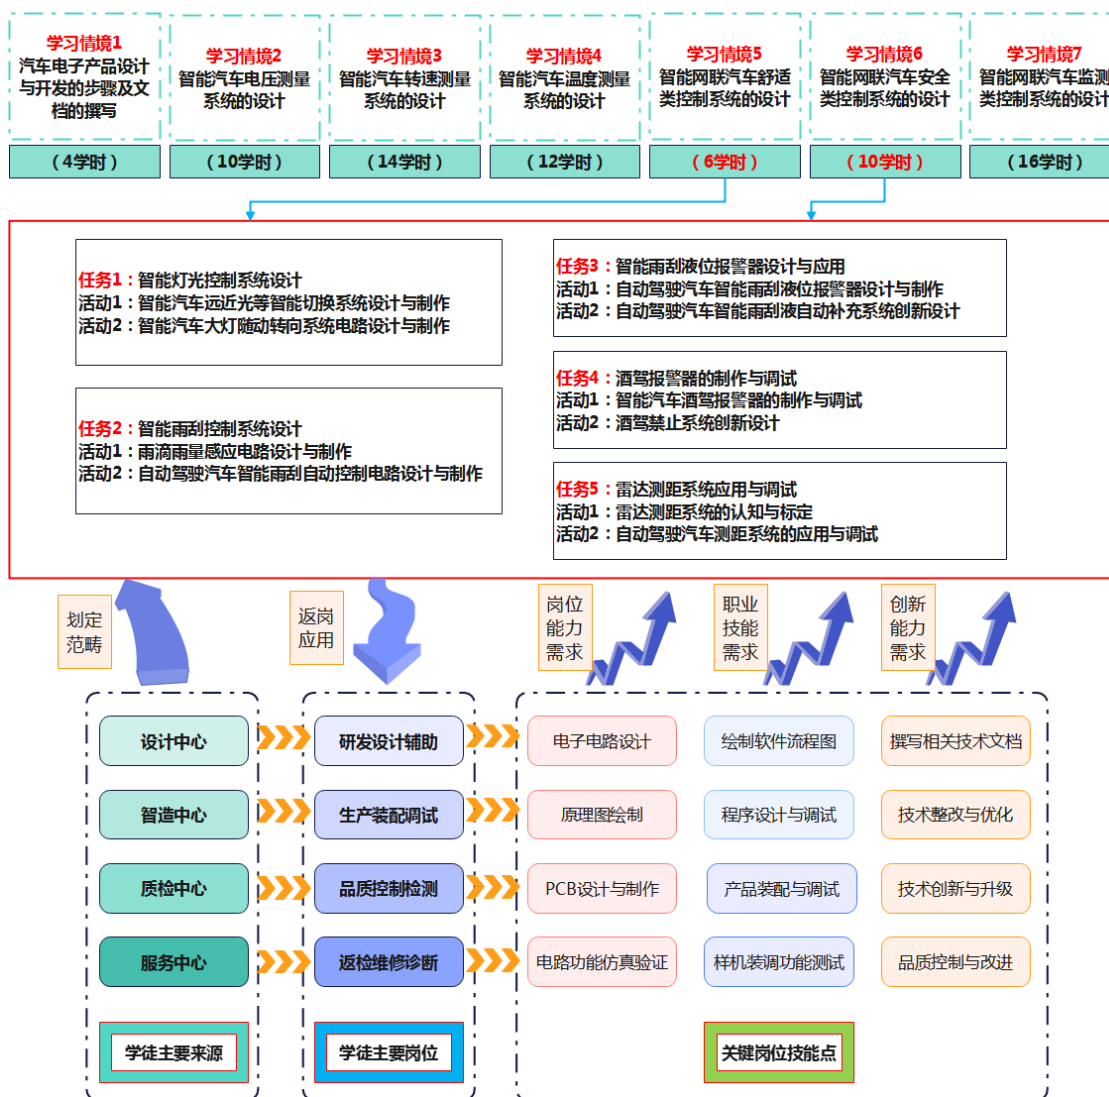 学习情境1
汽车电子产品设计
与开发的步骤及文
档的撰写
学习情境2
智能汽车电压测量
系统的设计
学习情境3
智能汽车转速测量
系统的设计
学习情境4
智能汽车温度测量
系统的设计
学习情境5
智能网联汽车舒适
类控制系统的设计
学习情境6
智能网联汽车安全
类控制系统的设计
学习情境7
智能网联汽车监测
类控制系统的设计
（4学时）
（10学时）
（14学时）
（12学时）
（6学时）
（10学时）
（16学时）
任务1：智能灯光控制系统设计
活动1：智能汽车远近光等智能切换系统设计与制作
活动2：智能汽车大灯随动转向系统电路设计与制作
任务2：智能雨刮控制系统设计
活动1：雨滴雨量感应电路设计与制作
活动2：自动驾驶汽车智能雨刮自动控制电路设计与制作
任务3：智能雨刮液位报警器设计与应用
活动1：自动驾驶汽车智能雨刮液位报警器设计与制作
活动2：自动驾驶汽车智能雨刮液自动补充系统创新设计
任务4：酒驾报警器的制作与调试
活动1：智能汽车酒驾报警器的制作与调试
活动2：酒驾禁止系统创新设计
任务5：雷达测距系统应用与调试
活动1：雷达测距系统的认知与标定
活动2：自动驾驶汽车测距系统的应用与调试
划定
范畴
返岗
应用
岗位
能力
需求
职业
技能
需求
创新
能力
需求
设计中心
研发设计辅助
电子电路设计
绘制软件流程图
撰写相关技术文档
智造中心
生产装配调试
原理图绘制
程序设计与调试
技术整改与优化
质检中心
品质控制检测
PCB设计与制作
产品装配与调试
技术创新与升级
服务中心
返检维修诊断
电路功能仿真验证
样机装调功能测试
品质控制与改进
学徒主要来源
学徒主要岗位
关键岗位技能点